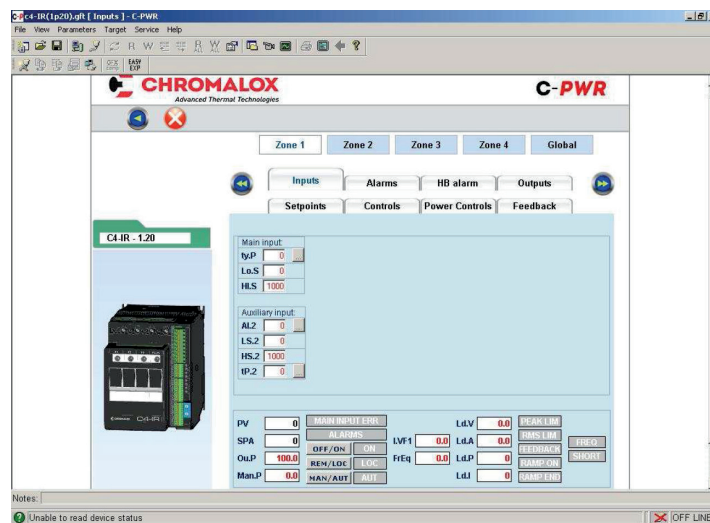 c4-IR(1p20).gft [ Inputs ] - C-PWR
File View Parameters Target Service Help
R W
EASY EXP
CHROMALOX
Advanced Thermal Technologies
C-PWR
Zone 1 Zone 2 Zone 3 Zone 4 Global
Inputs Alarms HB alarm Outputs
Setpoints Controls Power Controls Feedback
C4-IR - 1.20
Main input:
ty.P 0
Lo.S 0
HI.S 1000
Auxiliary input:
AI.2 0
LS.2 0
HS.2 1000
tP.2 0
C4-IR
PV 0 MAIN INPUT ERR Ld.V 0.0 PEAK LIM
SPA 0 ALARMS LVF1 0.0 Ld.A 0.0 RMS LIM FREQ
OFF/ON ON FEEDBACK SHORT
Ou.P 100.0 REM/LOC LOC FrEq 0.0 Ld.P 0 RAMP ON
Man.P 0.0 MAN/AUT AUT Ld.I 0 RAMP END
Notes:
Unable to read device status OFF LINE